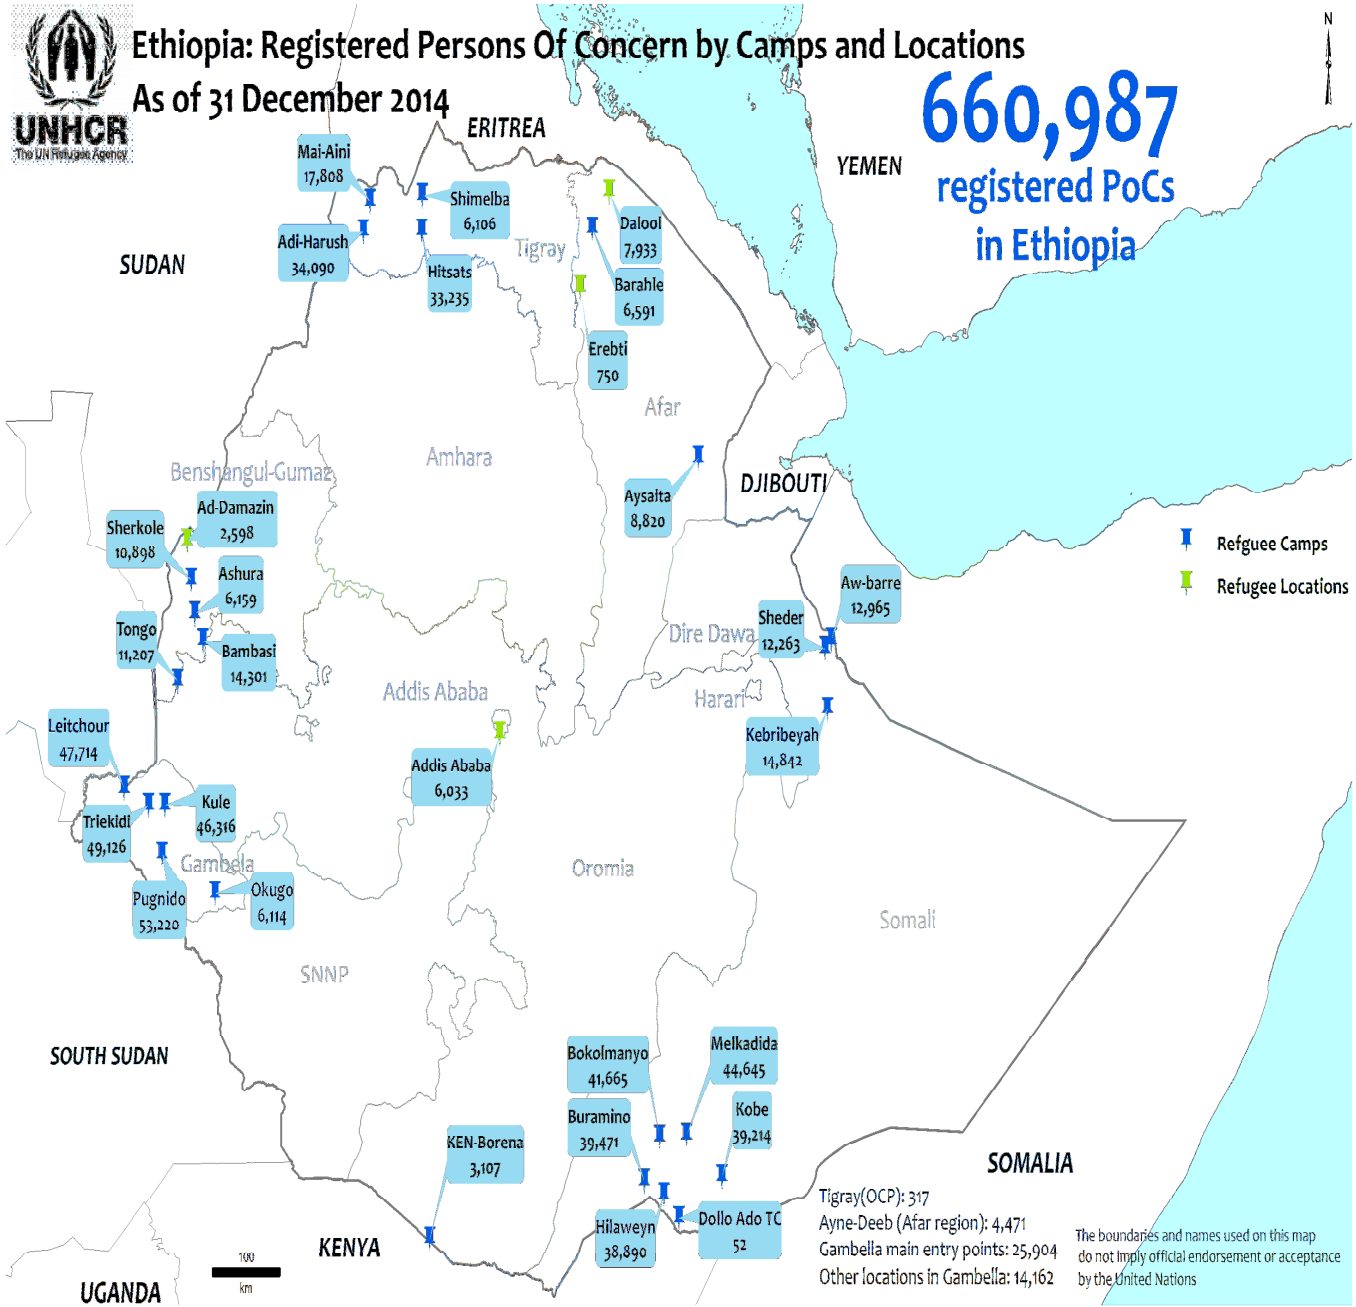 Ethiopia: Registered Persons Of Concern by Camps and Locations
As of 31 December 2014
UNHCR
The UN Refugee Agency
660,987
registered PoCs
in Ethiopia
N
ERITREA
YEMEN
SUDAN
DJIBOUTI
SOUTH SUDAN
SOMALIA
KENYA
UGANDA
Mai-Aini
17,808
Shimelba
6,106
Adi-Harush
34,090
Hitsats
33,235
Tigray
Dalool
7,933
Barahle
6,591
Erebti
750
Afar
Amhara
Aysaita
8,820
Benshangul-Gumaz
Ad-Damazin
2,598
Sherkole
10,898
Ashura
6,159
Tongo
11,207
Bambasi
14,301
Refguee Camps
Refugee Locations
Aw-barre
12,965
Sheder
12,263
Dire Dawa
Harari
Kebribeyah
14,842
Addis Ababa
Addis Ababa
6,033
Leitchour
47,714
Triekidi
49,126
Kule
46,316
Gambela
Pugnido
53,220
Okugo
6,114
Oromia
Somali
SNNP
Bokolmanyo
41,665
Melkadida
44,645
Buramino
39,471
Kobe
39,214
KEN-Borena
3,107
Hilaweyn
38,890
Dollo Ado TC
52
Tigray(OCP): 317
Ayne-Deeb (Afar region): 4,471
Gambella main entry points: 25,904
Other locations in Gambella: 14,162
The boundaries and names used on this map
do not imply official endorsement or acceptance
by the United Nations
100
km